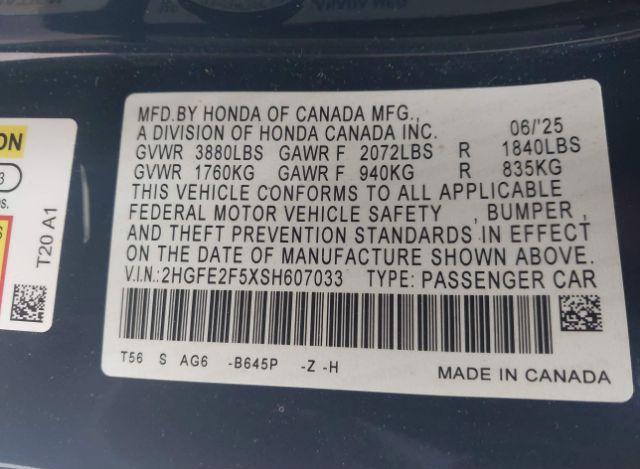 MFD.BY HONDA OF CANADA MFG.,
A DIVISION OF HONDA CANADA INC. 06/'25
GVWR 3880LBS GAWR F 2072LBS R 1840LBS
GVWR 1760KG GAWR F 940KG R 835KG
THIS VEHICLE CONFORMS TO ALL APPLICABLE
FEDERAL MOTOR VEHICLE SAFETY , BUMPER ,
AND THEFT PREVENTION STANDARDS IN EFFECT
ON THE DATE OF MANUFACTURE SHOWN ABOVE.
V.I.N.:2HGFE2F5XSH607033 TYPE: PASSENGER CAR
T56 S AG6 -B645P -Z -H
MADE IN CANADA
ON
3
os.
S
T20 A1